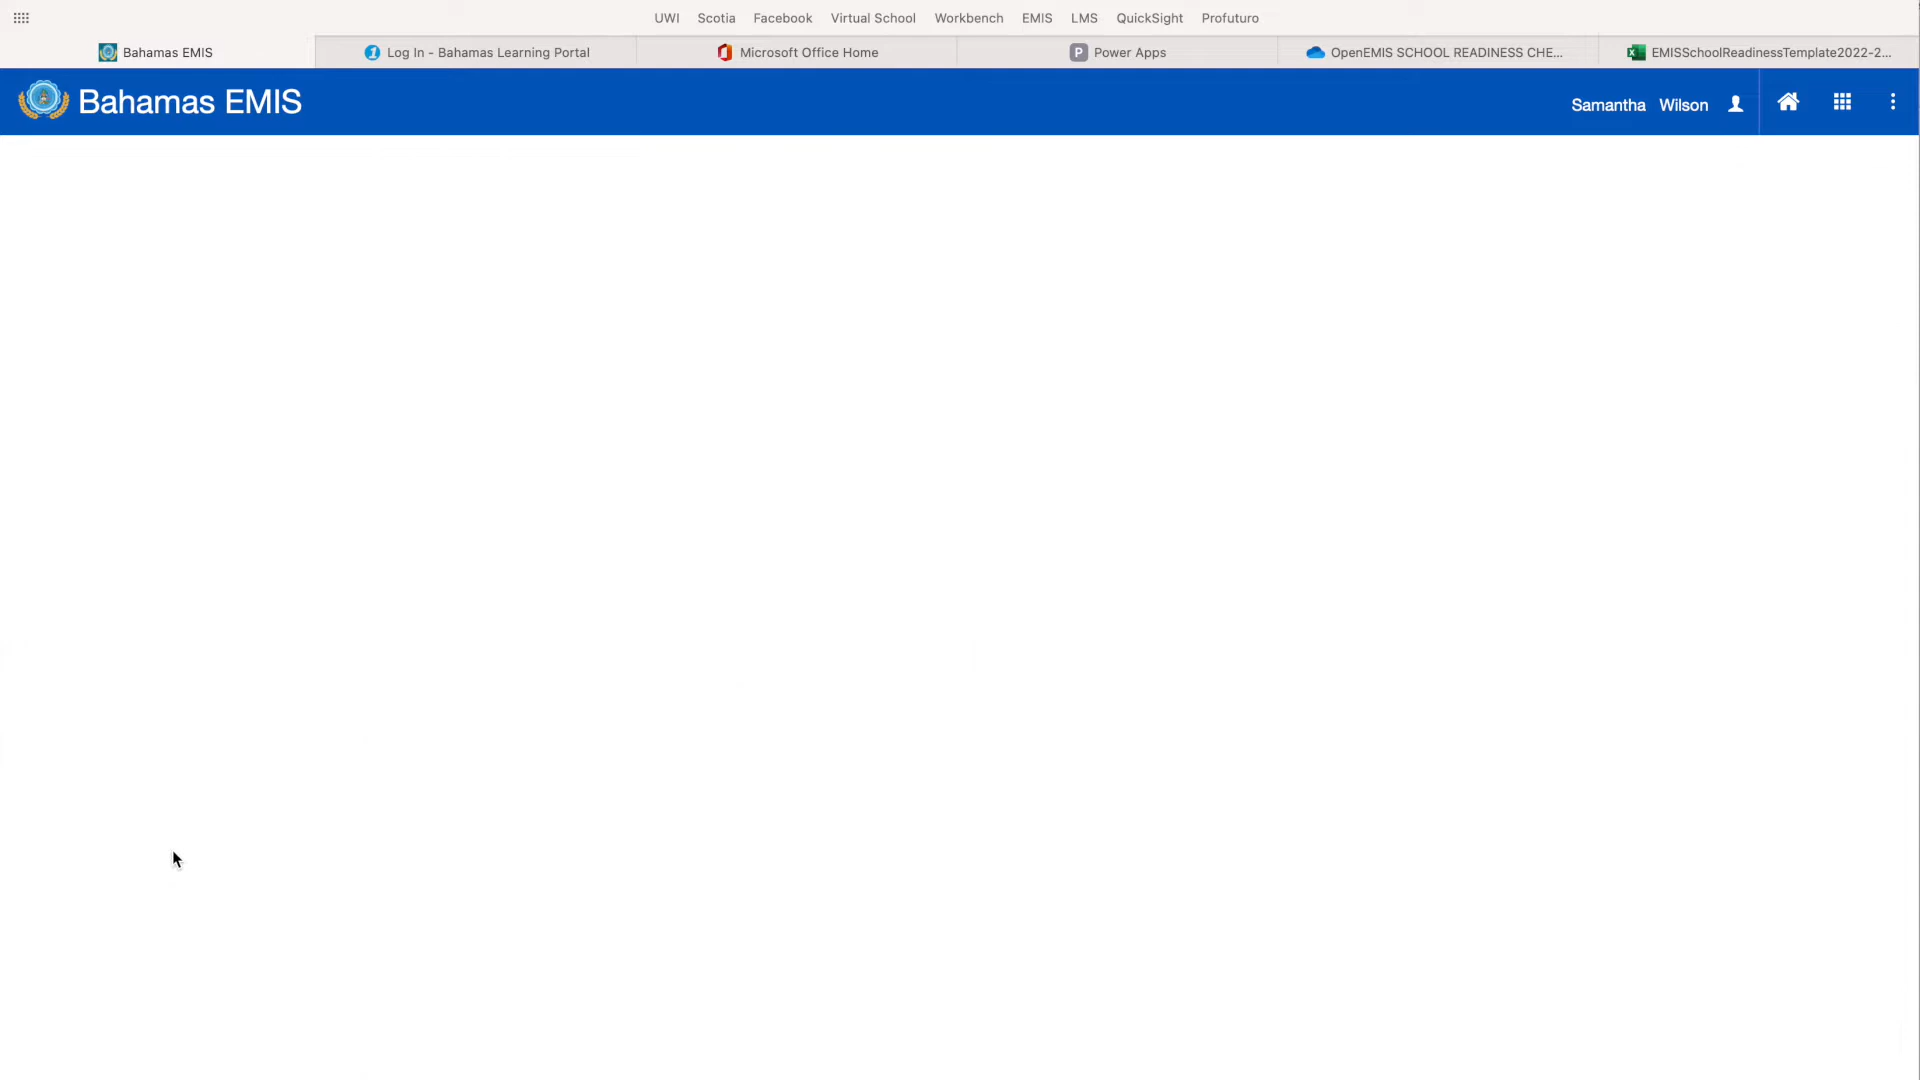 UWI Scotia Facebook Virtual School Workbench EMIS LMS QuickSight Profuturo
Bahamas EMIS Log In - Bahamas Learning Portal Microsoft Office Home P Power Apps OpenEMIS SCHOOL READINESS CHE... EMISSchoolReadinessTemplate2022-2...
Bahamas EMIS Samantha Wilson